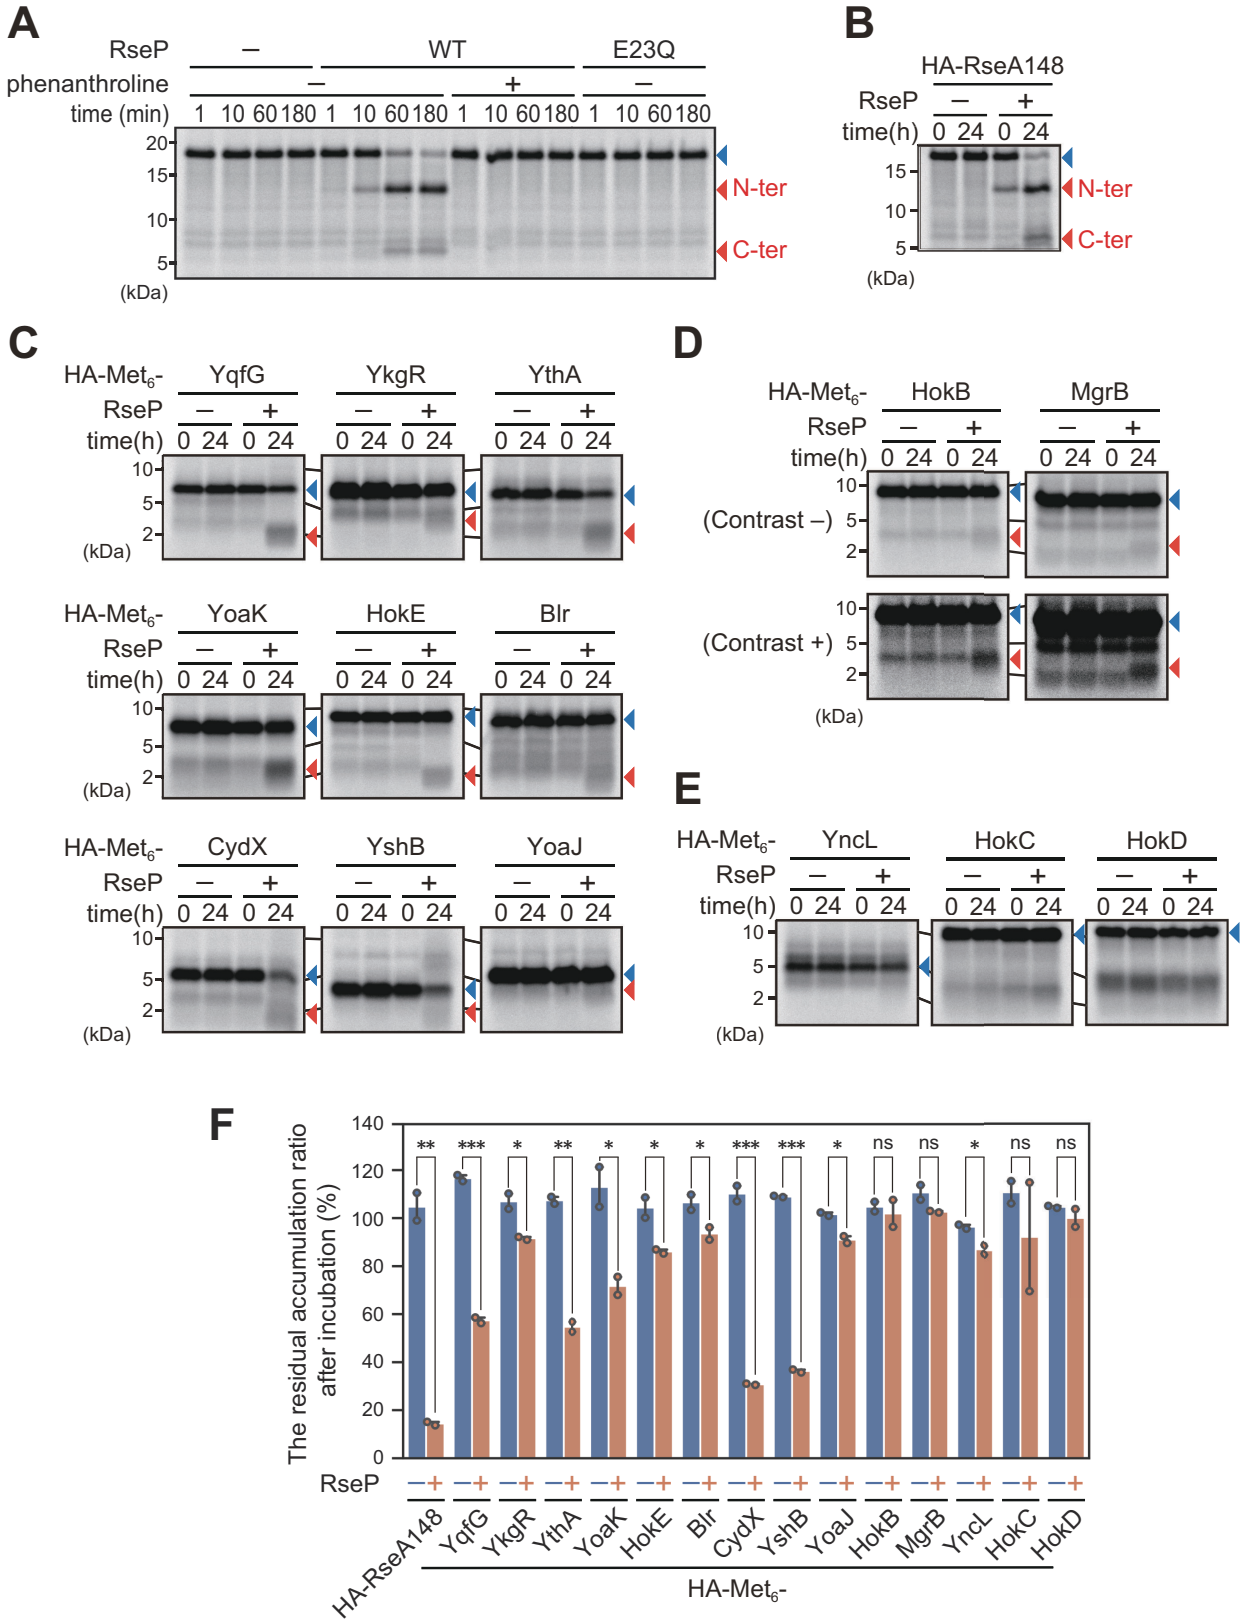 A
RseP − WT E23Q
phenanthroline − + −
time (min) 1 10 60 180 1 10 60 180 1 10 60 180 1 10 60 180
20
15
10
5
(kDa)
N-ter
C-ter
B
HA-RseA148
RseP − +
time(h) 0 24 0 24
15
10
5
(kDa)
N-ter
C-ter
C
HA-Met6- YqfG YkgR YthA
RseP − + − + − +
time(h) 0 24 0 24 0 24 0 24 0 24 0 24
10
5
2
(kDa)
HA-Met6- YoaK HokE Blr
RseP − + − + − +
time(h) 0 24 0 24 0 24 0 24 0 24 0 24
10
5
2
(kDa)
HA-Met6- CydX YshB YoaJ
RseP − + − + − +
time(h) 0 24 0 24 0 24 0 24 0 24 0 24
10
5
2
(kDa)
D
HA-Met6- HokB MgrB
RseP − + − +
time(h) 0 24 0 24 0 24 0 24
(Contrast –)
10
5
2
(Contrast +)
10
5
2
(kDa)
E
HA-Met6- YncL HokC HokD
RseP − + − + − +
time(h) 0 24 0 24 0 24 0 24 0 24 0 24
10
5
2
(kDa)
F
The residual accumulation ratio
after incubation (%)
140
120
100
80
60
40
20
0
** *** * ** * * * *** *** * ns ns * ns ns
RseP − + − + − + − + − + − + − + − + − + − + − + − + − + − + − +
HA-RseA148 YqfG YkgR YthA YoaK HokE Blr CydX YshB YoaJ HokB MgrB YncL HokC HokD
HA-Met6-